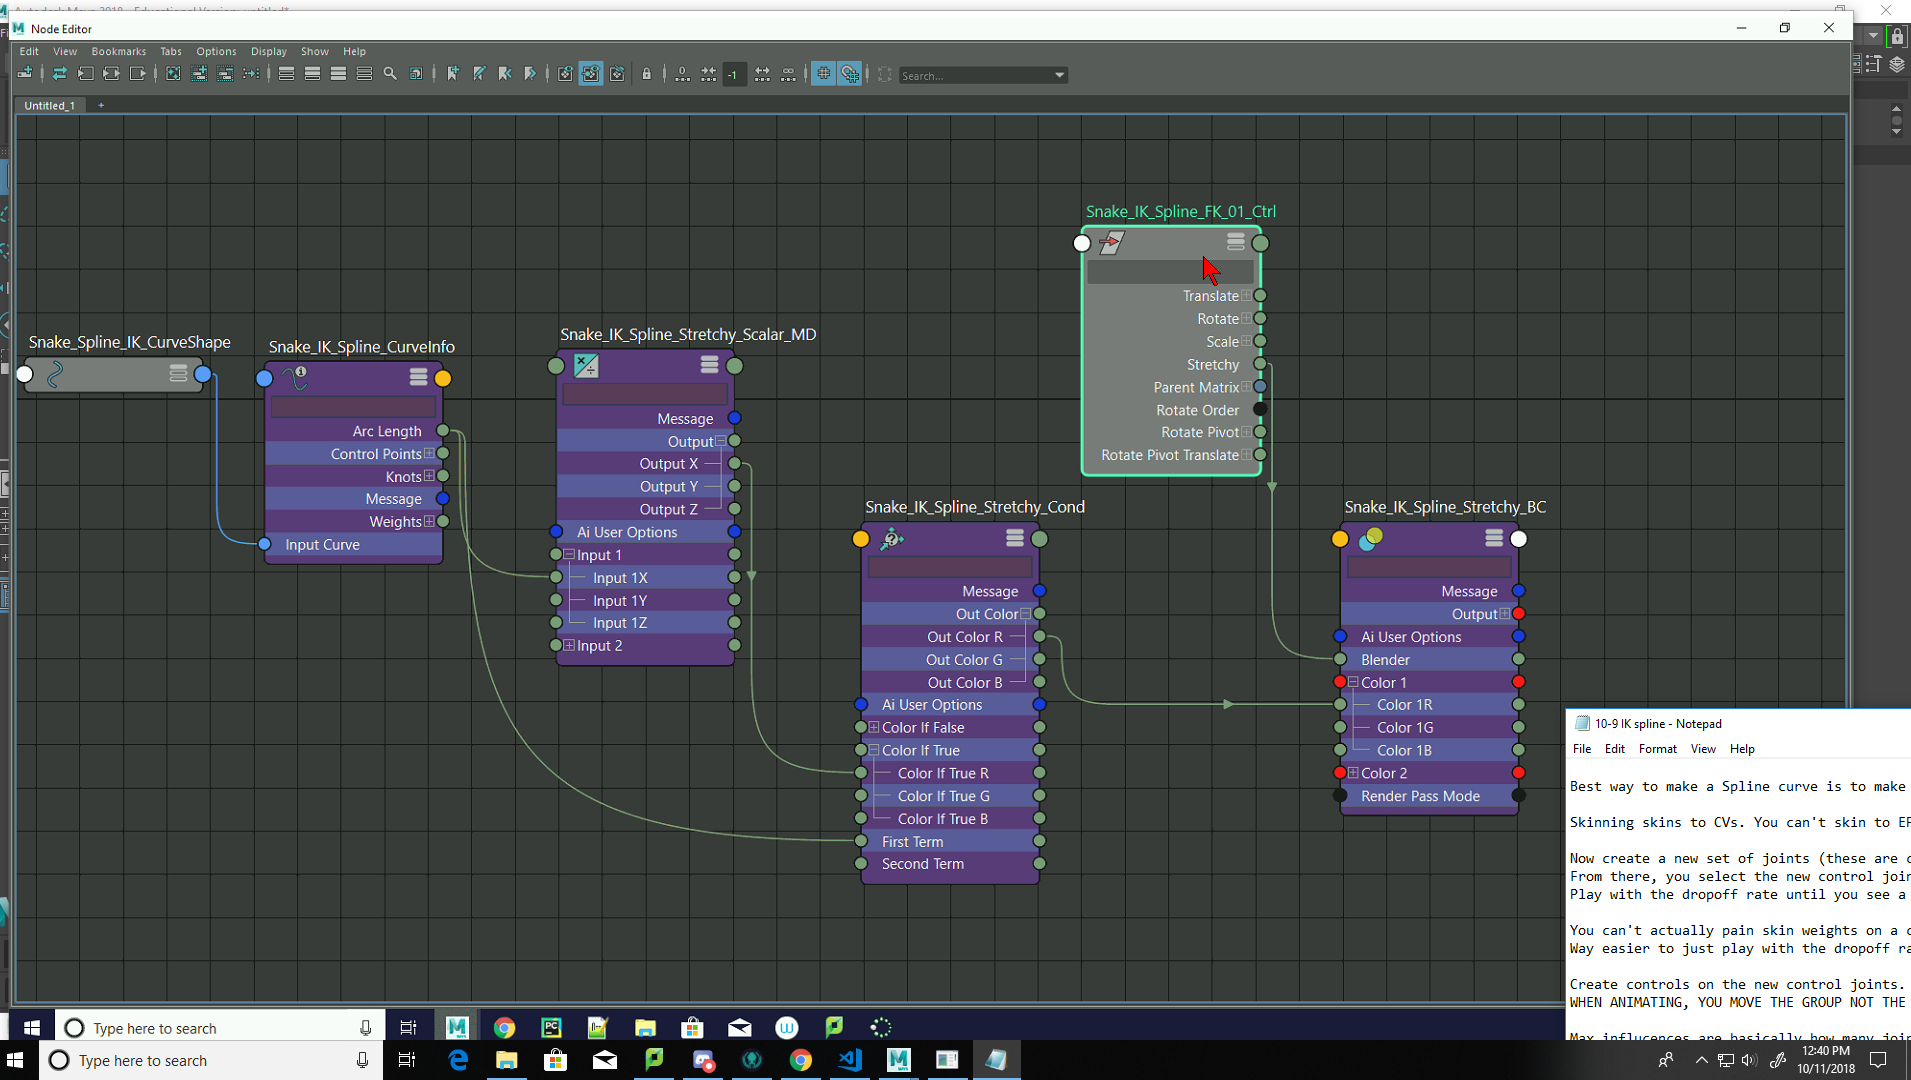 Node Editor
Edit View Bookmarks Tabs Options Display Show Help
-1
Search...
Untitled_1 +
Snake_IK_Spline_FK_01_Ctrl
Translate
Rotate
Scale
Stretchy
Parent Matrix
Rotate Order
Rotate Pivot
Rotate Pivot Translate
Snake_Spline_IK_CurveShape
Snake_IK_Spline_CurveInfo
Arc Length
Control Points
Knots
Message
Weights
Input Curve
Snake_IK_Spline_Stretchy_Scalar_MD
Message
Output
Output X
Output Y
Output Z
Ai User Options
Input 1
Input 1X
Input 1Y
Input 1Z
Input 2
Snake_IK_Spline_Stretchy_Cond
Message
Out Color
Out Color R
Out Color G
Out Color B
Ai User Options
Color If False
Color If True
Color If True R
Color If True G
Color If True B
First Term
Second Term
Snake_IK_Spline_Stretchy_BC
Message
Output
Ai User Options
Blender
Color 1
Color 1R
Color 1G
Color 1B
Color 2
Render Pass Mode
10-9 IK spline - Notepad
File Edit Format View Help
Best way to make a Spline curve is to make
Skinning skins to CVs. You can't skin to
Now create a new set of joints (these are
From there, you select the new control
Play with the dropoff rate until you see a
You can't actually pain skin weights on a
Way easier to just play with the dropoff
Create controls on the new control joints.
WHEN ANIMATING, YOU MOVE THE GROUP NOT THE
Max influences are basically how many
Type here to search
Type here to search
12:40 PM
10/11/2018